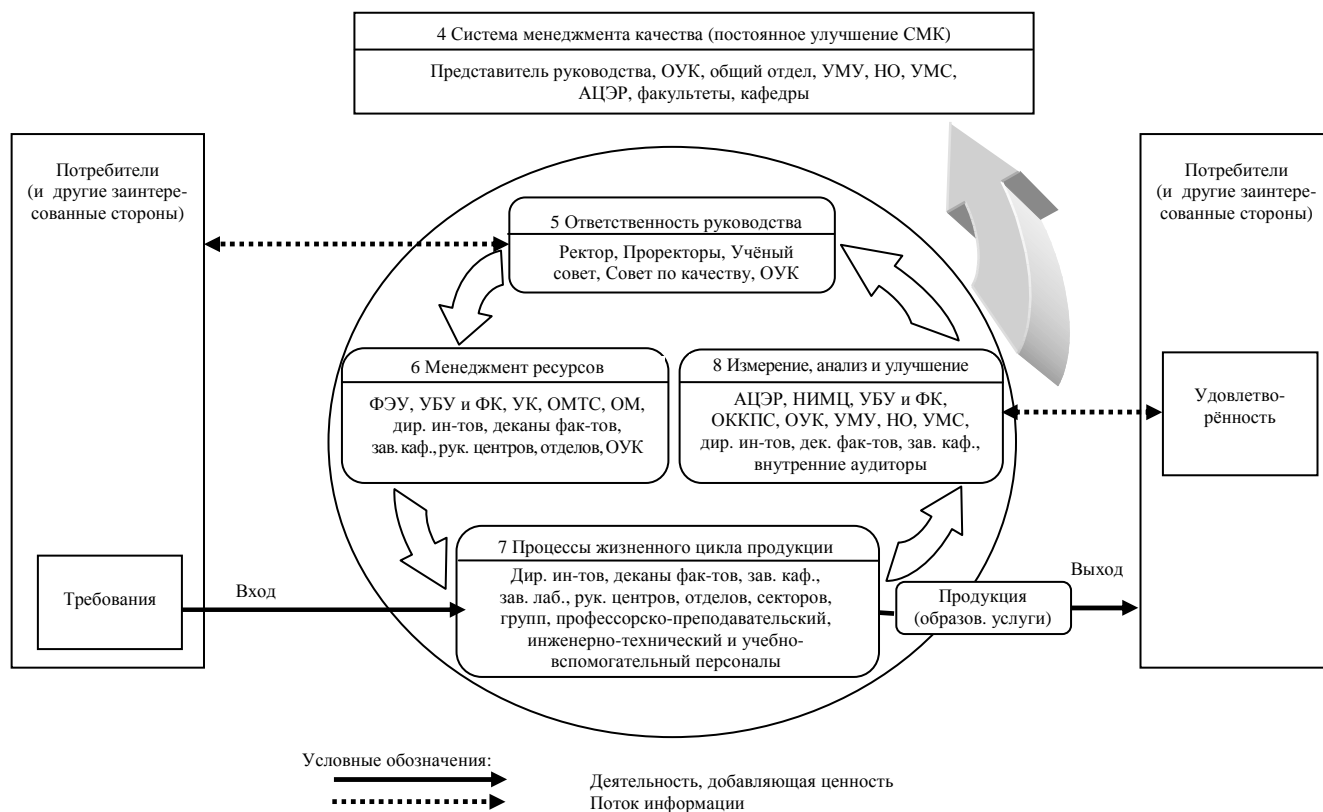 4 Система менеджмента качества (постоянное улучшение СМК)
Представитель руководства, ОУК, общий отдел, УМУ, НО, УМС,
АЦЭР, факультеты, кафедры
Потребители
(и другие заинтере-
сованные стороны)
Потребители
(и другие заинтере-
сованные стороны)
5 Ответственность руководства
Ректор, Проректоры, Учёный
совет, Совет по качеству, ОУК
6 Менеджмент ресурсов
ФЭУ, УБУ и ФК, УК, ОМТС, ОМ,
дир. ин-тов, деканы фак-тов,
зав. каф., рук. центров, отделов, ОУК
8 Измерение, анализ и улучшение
АЦЭР, НИМЦ, УБУ и ФК,
ОККПС, ОУК, УМУ, НО, УМС,
дир. ин-тов, дек. фак-тов, зав. каф.,
внутренние аудиторы
Удовлетво-
рённость
7 Процессы жизненного цикла продукции
Дир. ин-тов, деканы фак-тов, зав. каф.,
зав. лаб., рук. центров, отделов, секторов,
групп, профессорско-преподавательский,
инженерно-технический и учебно-
вспомогательный персоналы
Требования
Вход
Продукция
(образов. услуги)
Выход
Условные обозначения:
Деятельность, добавляющая ценность
Поток информации